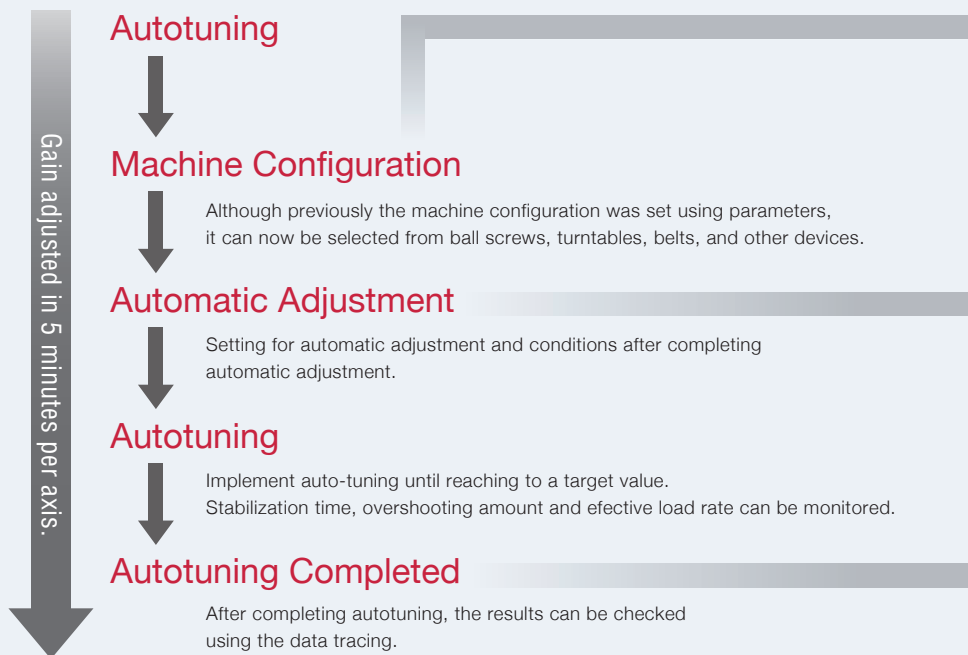 Autotuning
Machine Configuration
Although previously the machine configuration was set using parameters,
it can now be selected from ball screws, turntables, belts, and other devices.
Automatic Adjustment
Setting for automatic adjustment and conditions after completing
automatic adjustment.
Autotuning
Implement auto-tuning until reaching to a target value.
Stabilization time, overshooting amount and efective load rate can be monitored.
Autotuning Completed
After completing autotuning, the results can be checked
using the data tracing.
Gain adjusted in 5 minutes per axis.